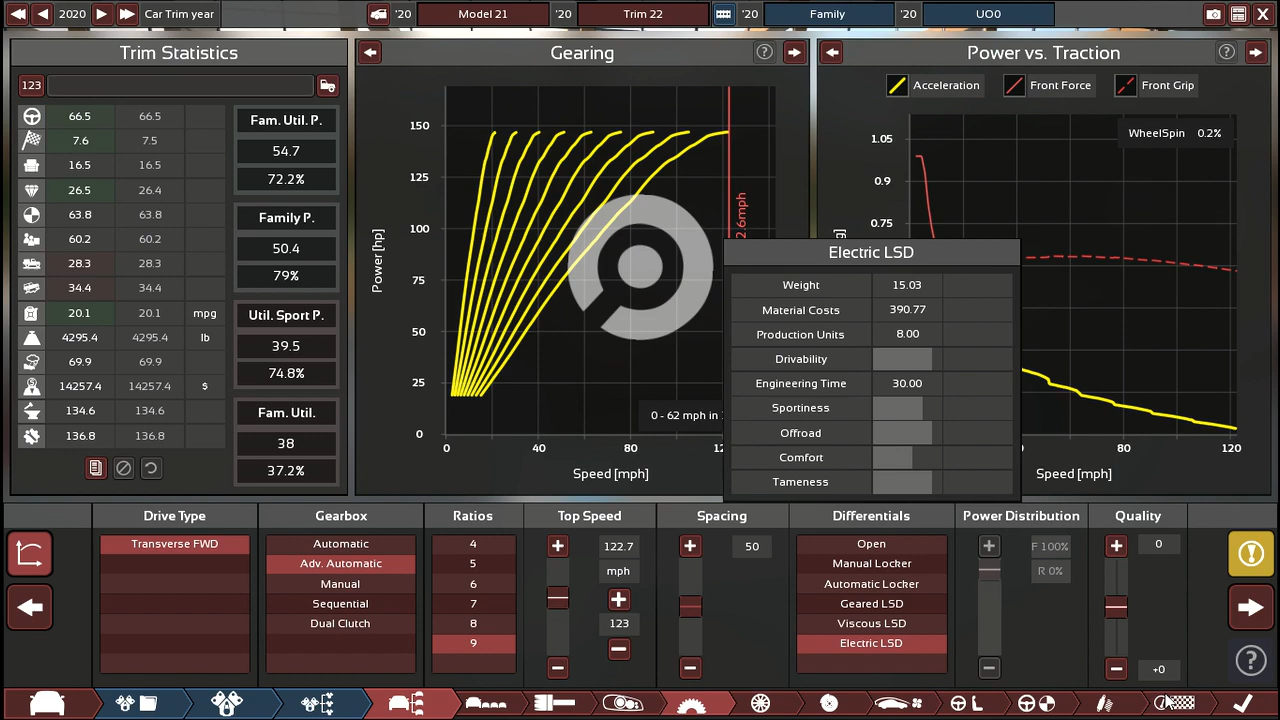 2020
Car Trim year
'20
Model 21
'20
Trim 22
'20
Family
'20
UO0
Trim Statistics
123
66.5 66.5
7.6 7.5
16.5 16.5
26.5 26.4
63.8 63.8
60.2 60.2
28.3 28.3
34.4 34.4
20.1 20.1 mpg
4295.4 4295.4 lb
69.9 69.9
14257.4 14257.4 $
134.6 134.6
136.8 136.8
Fam. Util. P.
54.7
72.2%
Family P.
50.4
79%
Util. Sport P.
39.5
74.8%
Fam. Util.
38
37.2%
Gearing
?
150
125
100
75
50
25
0
Power [hp]
0 40 80
Speed [mph]
2.6mph
0 - 62 mph in
Power vs. Traction
?
Acceleration
Front Force
Front Grip
WheelSpin 0.2%
1.05
0.9
0.75
80 120
Speed [mph]
Electric LSD
Weight 15.03
Material Costs 390.77
Production Units 8.00
Drivability
Engineering Time 30.00
Sportiness
Offroad
Comfort
Tameness
Drive Type
Transverse FWD
Gearbox
Automatic
Adv. Automatic
Manual
Sequential
Dual Clutch
Ratios
4
5
6
7
8
9
Top Speed
+
122.7
mph
+
123
-
-
Spacing
+
50
-
Differentials
Open
Manual Locker
Automatic Locker
Geared LSD
Viscous LSD
Electric LSD
Power Distribution
+
F 100%
R 0%
-
Quality
+
0
-
+0
!
?